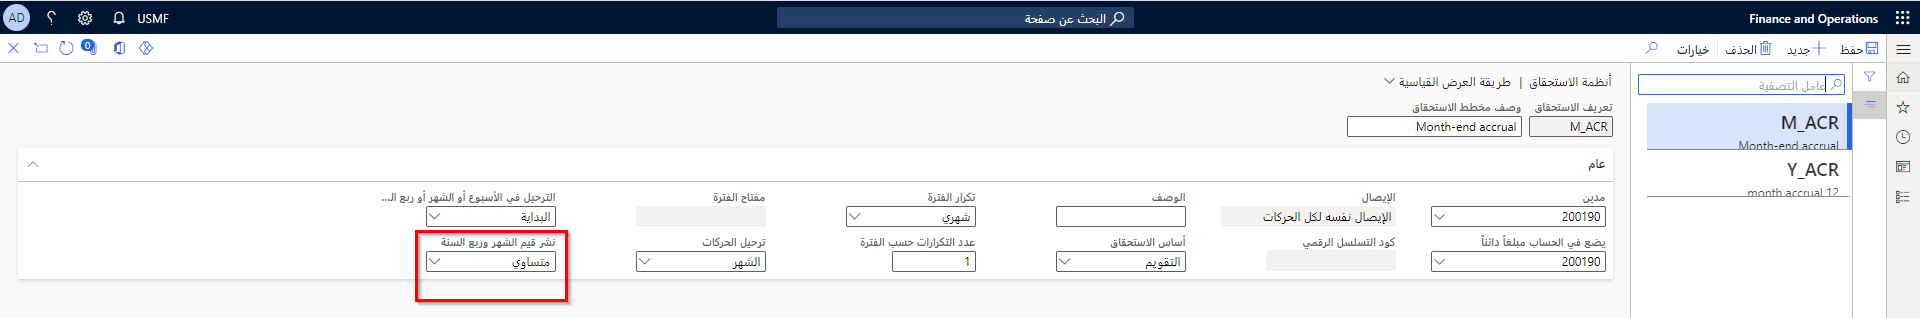 Finance and Operations
البحث عن صفحة
USMF
؟
AD
حفظ
جديد
الحذف
خيارات
0
عامل التصفية
M_ACR
Month-end accrual
Y_ACR
month accrual 12
أنظمة الاستحقاق | طريقة العرض القياسية
تعريف الاستحقاق
وصف مخطط الاستحقاق
M_ACR
Month-end accrual
عام
مدين
الإيصال
الوصف
تكرار الفترة
مفتاح الفترة
الترحيل في الأسبوع أو الشهر أو ربع الـ...
200190
الإيصال نفسه لكل الحركات
شهري
البداية
يضع في الحساب مبلغاً دائناً
كود التسلسل الرقمي
أساس الاستحقاق
عدد التكرارات حسب الفترة
ترحيل الحركات
نشر قيم الشهر وربع السنة
200190
التقويم
1
الشهر
متساوي